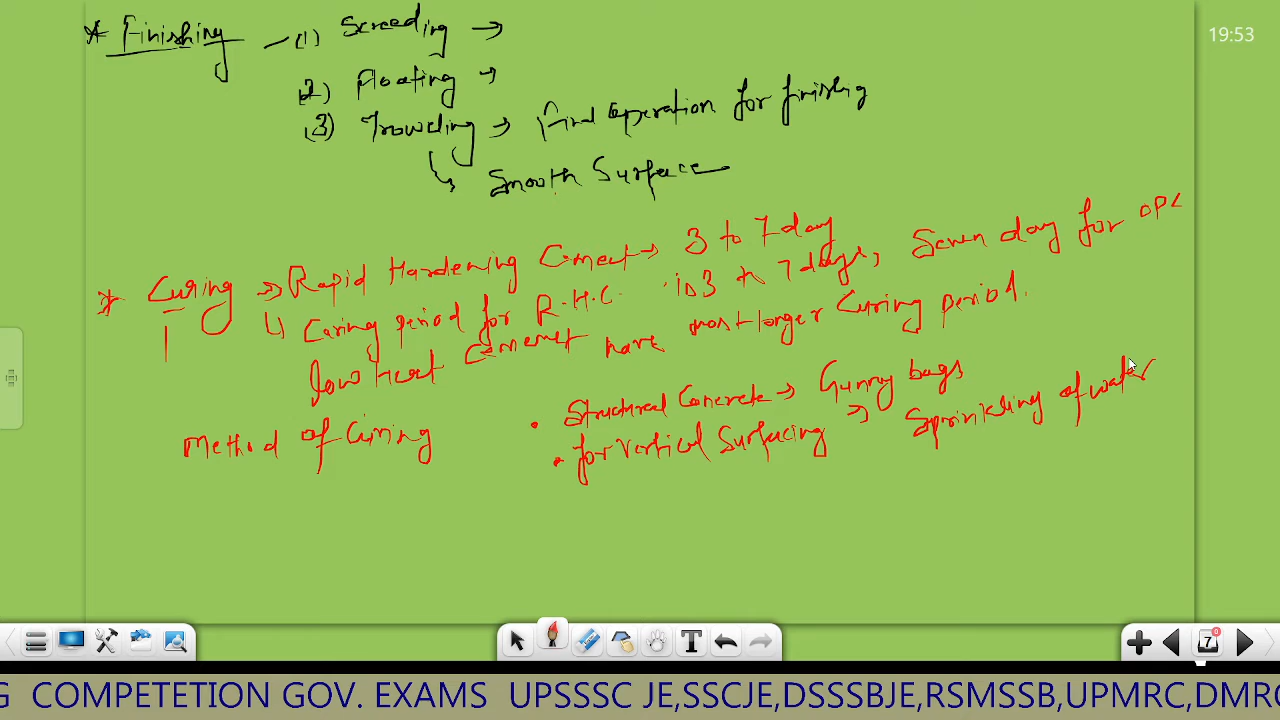 19:53
* Finishing – (1) Screeding →
2) Floating →
(3) Troweling → Final operation for finishing
↳ Smooth Surface
* Curing → Rapid Hardening Cement → 3 to 7 day
↳ Curing period for R.H.C. is 3 to 7 days, Seven day for OPC
low Heat Cement have most longer Curing period.
Method of Curing
• Structural Concrete → Gunny bags
• for vertical Surfacing → Sprinkling of water
7
G COMPETETION GOV. EXAMS UPSSSC JE,SSCJE,DSSSBJE,RSMSSB,UPMRC,DMRC